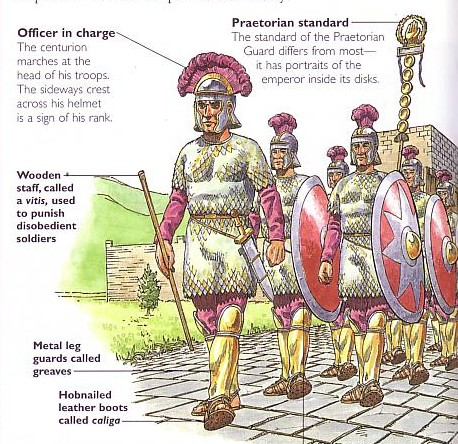 Officer in charge
The centurion
marches at the
head of his troops.
The sideways crest
across his helmet
is a sign of his rank.
Praetorian standard
The standard of the Praetorian
Guard differs from most—
it has portraits of the
emperor inside its disks.
Wooden
staff, called
a vitis, used
to punish
disobedient
soldiers
Metal leg
guards called
greaves
Hobnailed
leather boots
called caliga